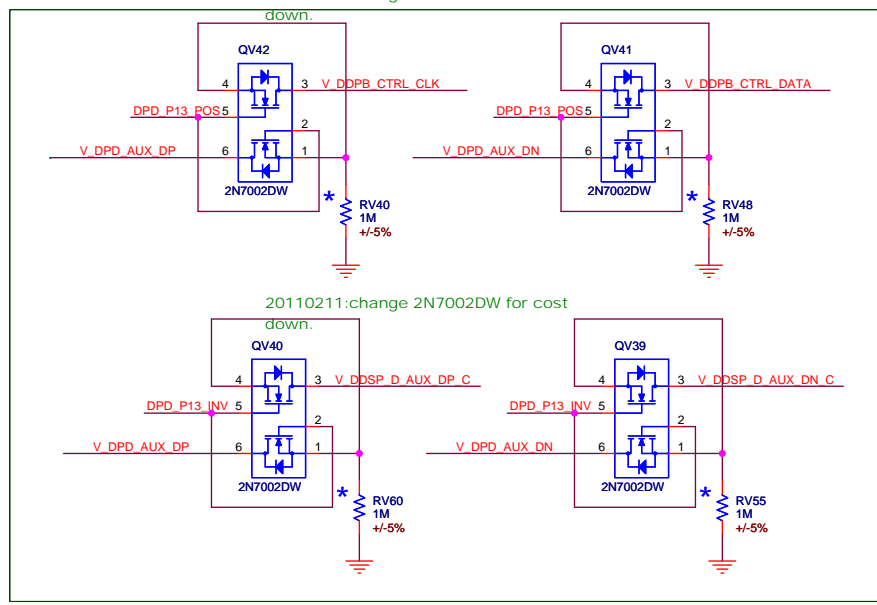 down.
QV42
QV41
4
3
V_DDPB_CTRL_CLK
4
3
V_DDPB_CTRL_DATA
DPD_P13_POS
5
2
DPD_P13_POS
5
2
V_DPD_AUX_DP
6
1
V_DPD_AUX_DN
6
1
2N7002DW
*
RV40
1M
+/-5%
2N7002DW
*
RV48
1M
+/-5%
20110211:change 2N7002DW for cost
down.
QV40
QV39
4
3
V_DDSP_D_AUX_DP_C
4
3
V_DDSP_D_AUX_DN_C
DPD_P13_INV
5
2
DPD_P13_INV
5
2
V_DPD_AUX_DP
6
1
V_DPD_AUX_DN
6
1
2N7002DW
*
RV60
1M
+/-5%
2N7002DW
*
RV55
1M
+/-5%